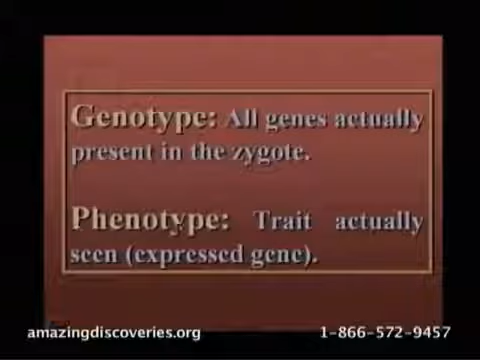 Genotype: All genes actually
present in the zygote.
Phenotype: Trait actually
seen (expressed gene).
amazingdiscoveries.org 1-866-572-9457